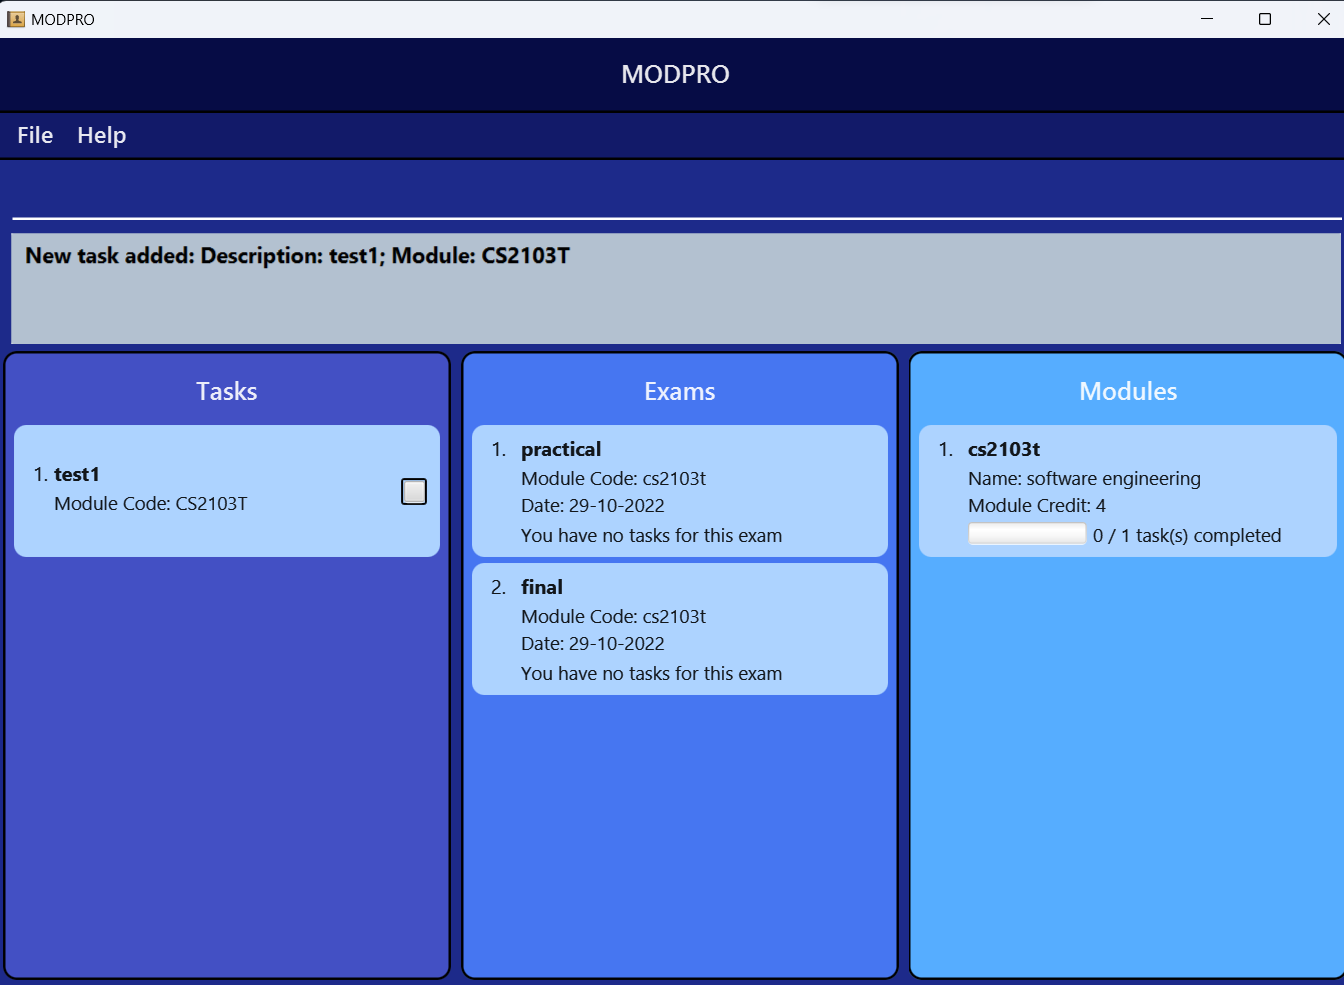 MODPRO
MODPRO
File Help
New task added: Description: test1; Module: CS2103T
Tasks
1. test1
Module Code: CS2103T
Exams
1. practical
Module Code: cs2103t
Date: 29-10-2022
You have no tasks for this exam
2. final
Module Code: cs2103t
Date: 29-10-2022
You have no tasks for this exam
Modules
1. cs2103t
Name: software engineering
Module Credit: 4
0 / 1 task(s) completed